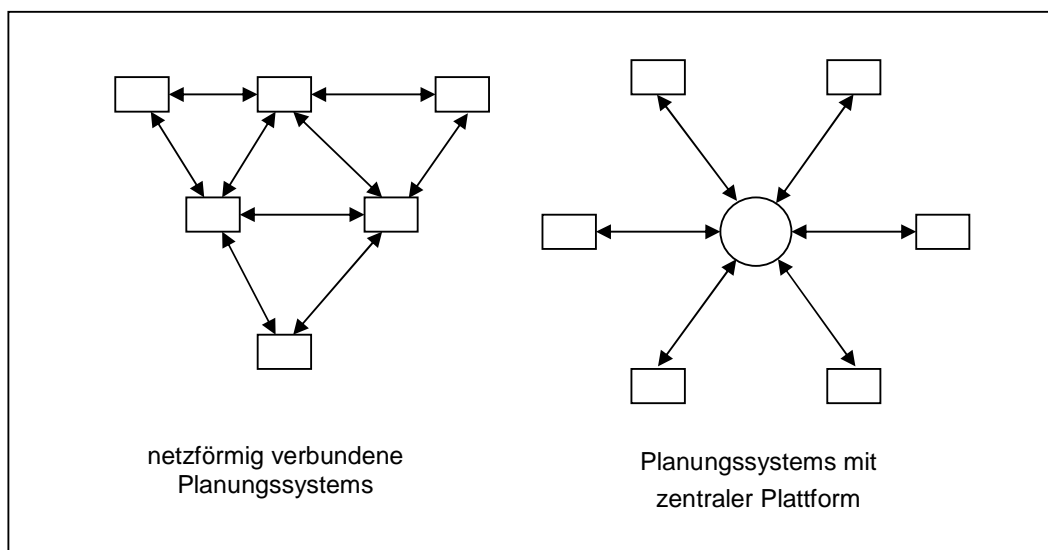 netzförmig verbundene
Planungssystems
Planungssystems mit
zentraler Plattform